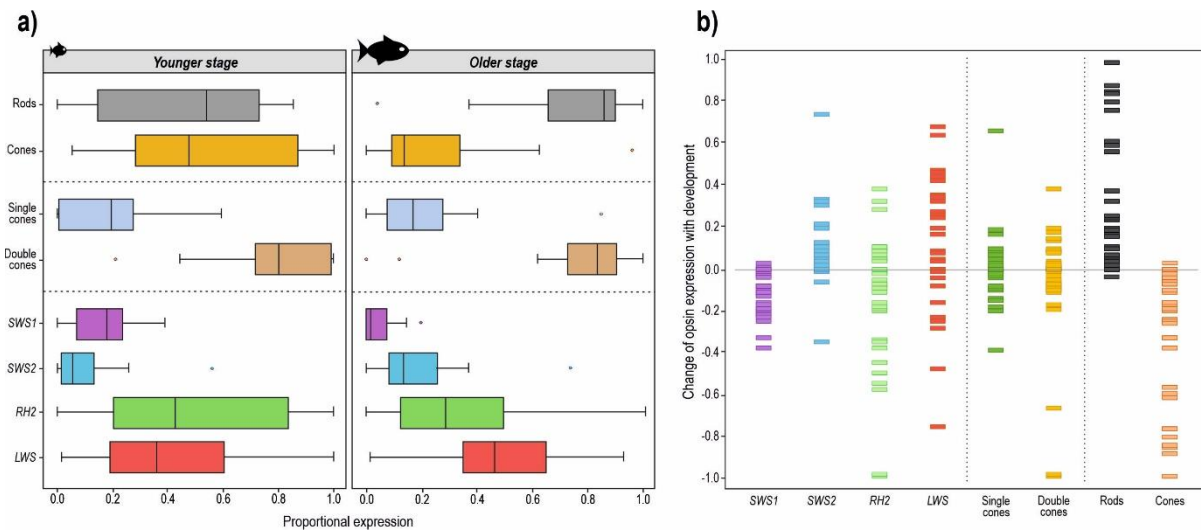 a)
Younger stage
Older stage
Rods
Cones
Single
cones
Double
cones
SWS1
SWS2
RH2
LWS
0.0 0.2 0.4 0.6 0.8 1.0
0.0 0.2 0.4 0.6 0.8 1.0
Proportional expression
b)
Change of opsin expression with development
1.0
0.8
0.6
0.4
0.2
0.0
-0.2
-0.4
-0.6
-0.8
-1.0
SWS1 SWS2 RH2 LWS Single Double Rods Cones
cones cones